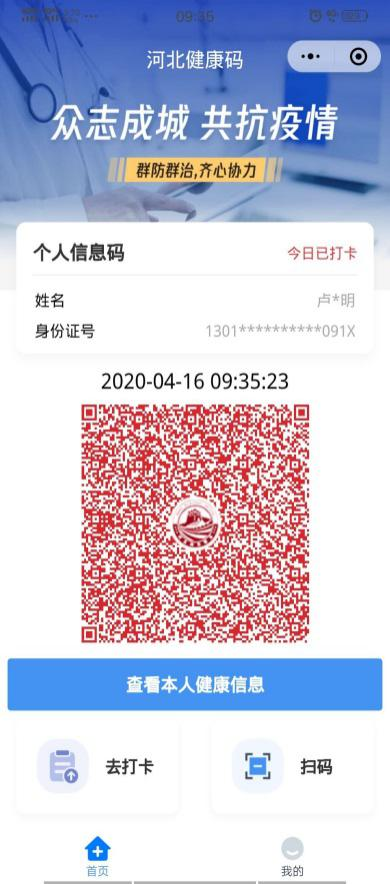 09:35
河北健康码
众志成城 共抗疫情
群防群治,齐心协力
个人信息码
今日已打卡
姓名
卢*明
身份证号
1301**********091X
2020-04-16 09:35:23
查看本人健康信息
去打卡
扫码
首页
我的